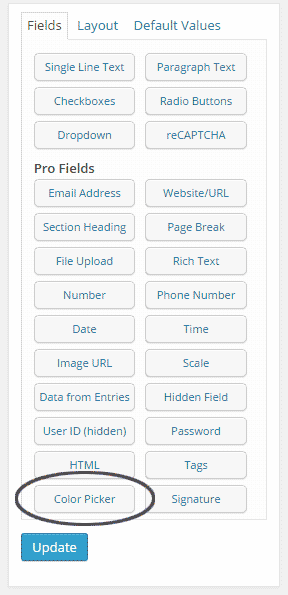 Fields Layout Default Values
Single Line Text Paragraph Text
Checkboxes Radio Buttons
Dropdown reCAPTCHA
Pro Fields
Email Address Website/URL
Section Heading Page Break
File Upload Rich Text
Number Phone Number
Date Time
Image URL Scale
Data from Entries Hidden Field
User ID (hidden) Password
HTML Tags
Color Picker Signature
Update